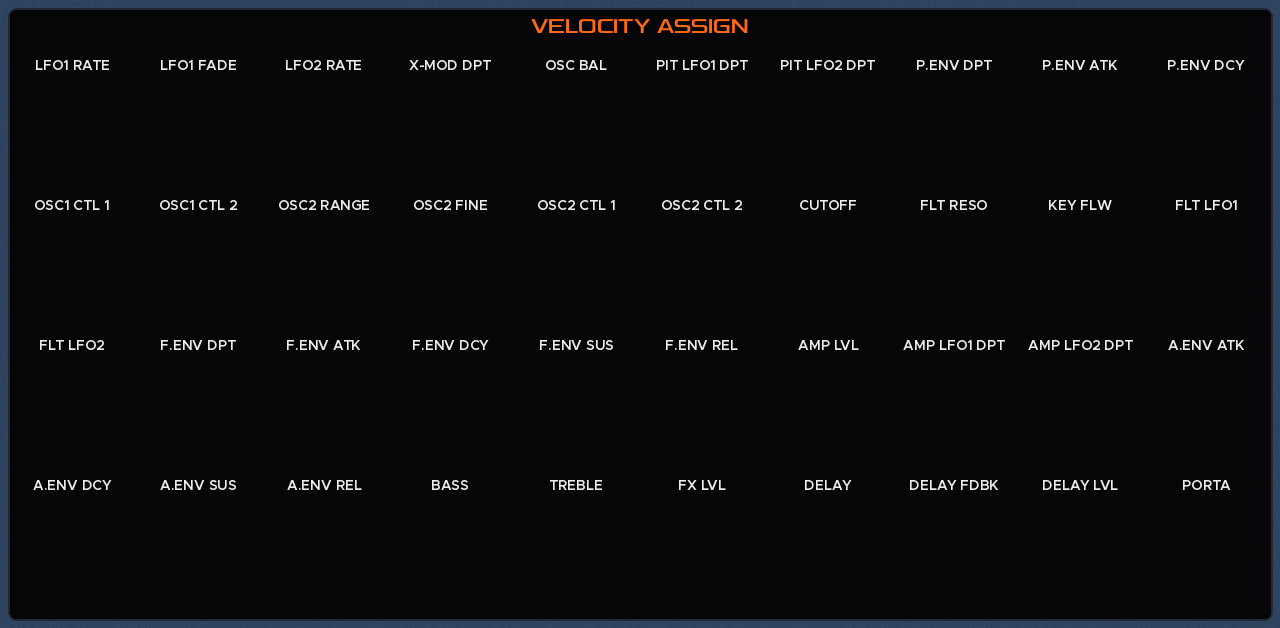 VELOCITY ASSIGN
LFO1 RATE LFO1 FADE LFO2 RATE X-MOD DPT OSC BAL PIT LFO1 DPT PIT LFO2 DPT P.ENV DPT P.ENV ATK P.ENV DCY
OSC1 CTL 1 OSC1 CTL 2 OSC2 RANGE OSC2 FINE OSC2 CTL 1 OSC2 CTL 2 CUTOFF FLT RESO KEY FLW FLT LFO1
FLT LFO2 F.ENV DPT F.ENV ATK F.ENV DCY F.ENV SUS F.ENV REL AMP LVL AMP LFO1 DPT AMP LFO2 DPT A.ENV ATK
A.ENV DCY A.ENV SUS A.ENV REL BASS TREBLE FX LVL DELAY DELAY FDBK DELAY LVL PORTA